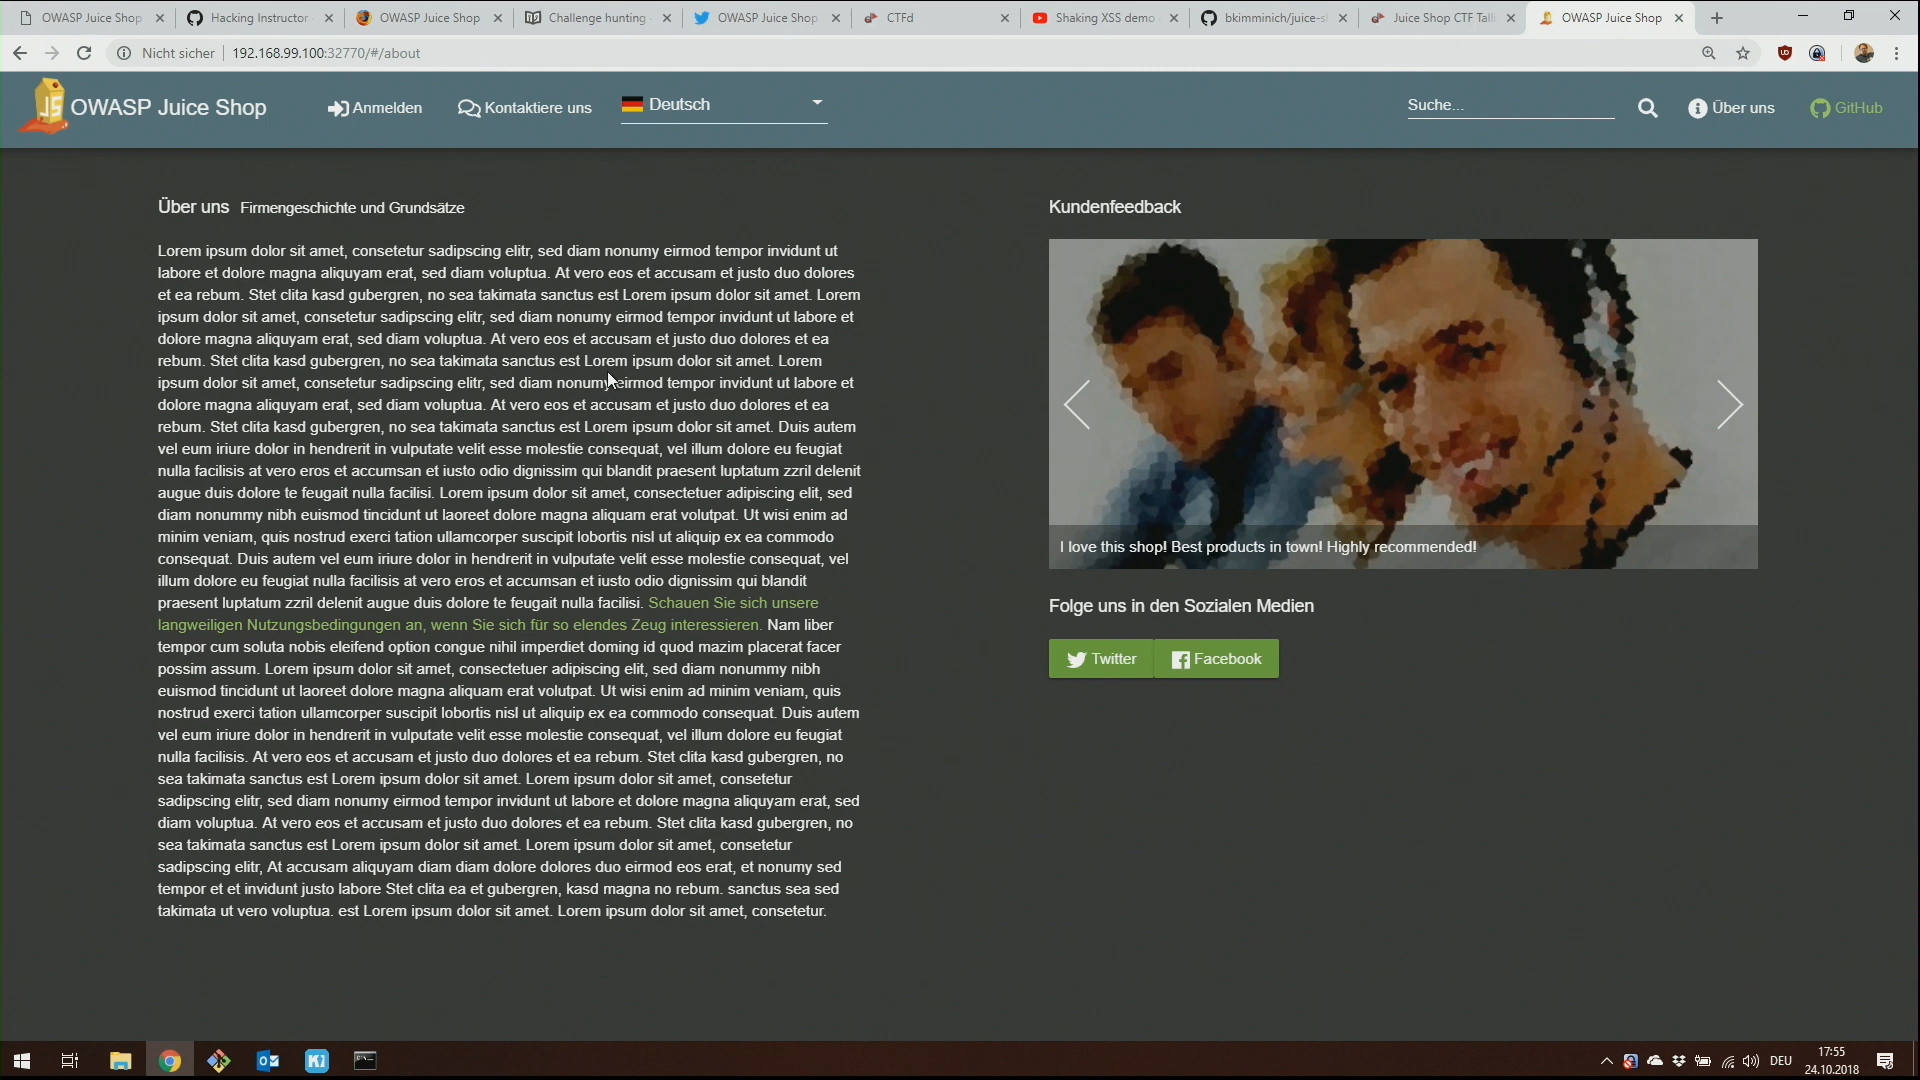 OWASP Juice Shop
Hacking Instructor
OWASP Juice Shop
Challenge hunting
OWASP Juice Shop
CTFd
Shaking XSS demo
bkimminich/juice-s
Juice Shop CTF Tall
OWASP Juice Shop
Nicht sicher
192.168.99.100:32770/#/about
OWASP Juice Shop
Anmelden
Kontaktiere uns
Deutsch
Suche...
Über uns
GitHub
Über uns Firmengeschichte und Grundsätze
Lorem ipsum dolor sit amet, consetetur sadipscing elitr, sed diam nonumy eirmod tempor invidunt ut
labore et dolore magna aliquyam erat, sed diam voluptua. At vero eos et accusam et justo duo dolores
et ea rebum. Stet clita kasd gubergren, no sea takimata sanctus est Lorem ipsum dolor sit amet. Lorem
ipsum dolor sit amet, consetetur sadipscing elitr, sed diam nonumy eirmod tempor invidunt ut labore et
dolore magna aliquyam erat, sed diam voluptua. At vero eos et accusam et justo duo dolores et ea
rebum. Stet clita kasd gubergren, no sea takimata sanctus est Lorem ipsum dolor sit amet. Lorem
ipsum dolor sit amet, consetetur sadipscing elitr, sed diam nonumy eirmod tempor invidunt ut labore et
dolore magna aliquyam erat, sed diam voluptua. At vero eos et accusam et justo duo dolores et ea
rebum. Stet clita kasd gubergren, no sea takimata sanctus est Lorem ipsum dolor sit amet. Duis autem
vel eum iriure dolor in hendrerit in vulputate velit esse molestie consequat, vel illum dolore eu feugiat
nulla facilisis at vero eros et accumsan et iusto odio dignissim qui blandit praesent luptatum zzril delenit
augue duis dolore te feugait nulla facilisi. Lorem ipsum dolor sit amet, consectetuer adipiscing elit, sed
diam nonummy nibh euismod tincidunt ut laoreet dolore magna aliquam erat volutpat. Ut wisi enim ad
minim veniam, quis nostrud exerci tation ullamcorper suscipit lobortis nisl ut aliquip ex ea commodo
consequat. Duis autem vel eum iriure dolor in hendrerit in vulputate velit esse molestie consequat, vel
illum dolore eu feugiat nulla facilisis at vero eros et accumsan et iusto odio dignissim qui blandit
praesent luptatum zzril delenit augue duis dolore te feugait nulla facilisi. Schauen Sie sich unsere
langweiligen Nutzungsbedingungen an, wenn Sie sich für so elendes Zeug interessieren. Nam liber
tempor cum soluta nobis eleifend option congue nihil imperdiet doming id quod mazim placerat facer
possim assum. Lorem ipsum dolor sit amet, consectetuer adipiscing elit, sed diam nonummy nibh
euismod tincidunt ut laoreet dolore magna aliquam erat volutpat. Ut wisi enim ad minim veniam, quis
nostrud exerci tation ullamcorper suscipit lobortis nisl ut aliquip ex ea commodo consequat. Duis autem
vel eum iriure dolor in hendrerit in vulputate velit esse molestie consequat, vel illum dolore eu feugiat
nulla facilisis. At vero eos et accusam et justo duo dolores et ea rebum. Stet clita kasd gubergren, no
sea takimata sanctus est Lorem ipsum dolor sit amet. Lorem ipsum dolor sit amet, consetetur
sadipscing elitr, sed diam nonumy eirmod tempor invidunt ut labore et dolore magna aliquyam erat, sed
diam voluptua. At vero eos et accusam et justo duo dolores et ea rebum. Stet clita kasd gubergren, no
sea takimata sanctus est Lorem ipsum dolor sit amet. Lorem ipsum dolor sit amet, consetetur
sadipscing elitr, At accusam aliquyam diam diam dolore dolores duo eirmod eos erat, et nonumy sed
tempor et et invidunt justo labore Stet clita ea et gubergren, kasd magna no rebum. sanctus sea sed
takimata ut vero voluptua. est Lorem ipsum dolor sit amet. Lorem ipsum dolor sit amet, consetetur.
Kundenfeedback
I love this shop! Best products in town! Highly recommended!
Folge uns in den Sozialen Medien
Twitter
Facebook
DEU
17:55
24.10.2018